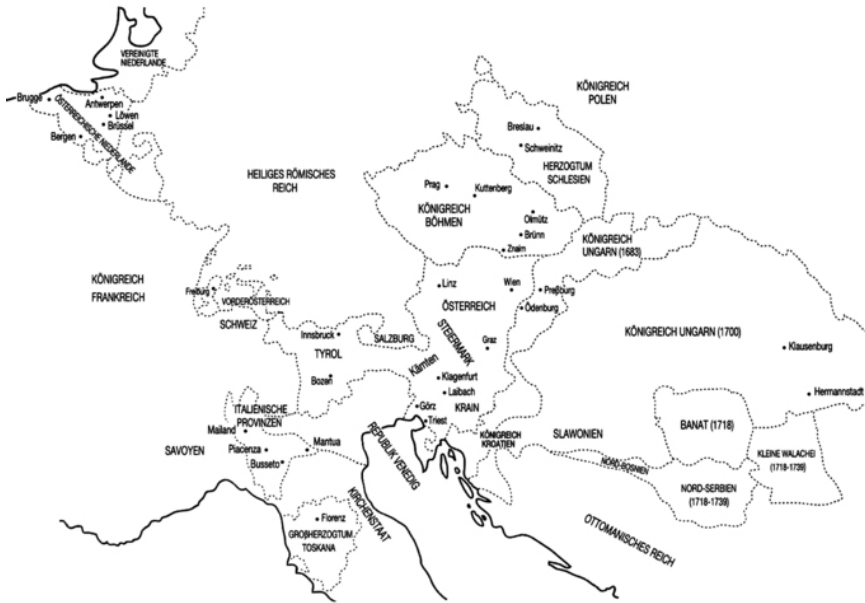 VEREINIGTE
NIEDERLANDE
Brugge
Antwerpen
Löwen
Brüssel
Bergen
ÖSTERREICHISCHE NIEDERLANDE
KÖNIGREICH
POLEN
Breslau
Schweinitz
HERZOGTUM
SCHLESIEN
HEILIGES RÖMISCHES
REICH
Prag
Kuttenberg
KÖNIGREICH
BÖHMEN
Olmütz
Brünn
Znaim
KÖNIGREICH
UNGARN (1683)
KÖNIGREICH
FRANKREICH
Freiburg
VORDERÖSTERREICH
SCHWEIZ
Linz
Wien
Preßburg
ÖSTERREICH
Ödenburg
Innsbruck
TYROL
SALZBURG
STEIERMARK
Graz
KÖNIGREICH UNGARN (1700)
Klausenburg
Bozen
Kärnten
Klagenfurt
Laibach
Hermannstadt
ITALIENISCHE
PROVINZEN
Görz
KRAIN
Mailand
Triest
SAVOYEN
Piacenza
Mantua
Busseto
REPUBLIK VENEDIG
KÖNIGREICH
KROATIEN
SLAWONIEN
BANAT (1718)
KLEINE WALACHEI
(1718-1739)
NORD-BOSNIEN
NORD-SERBIEN
(1718-1739)
KIRCHENSTAAT
Florenz
GROßHERZOGTUM
TOSKANA
OTTOMANISCHES REICH